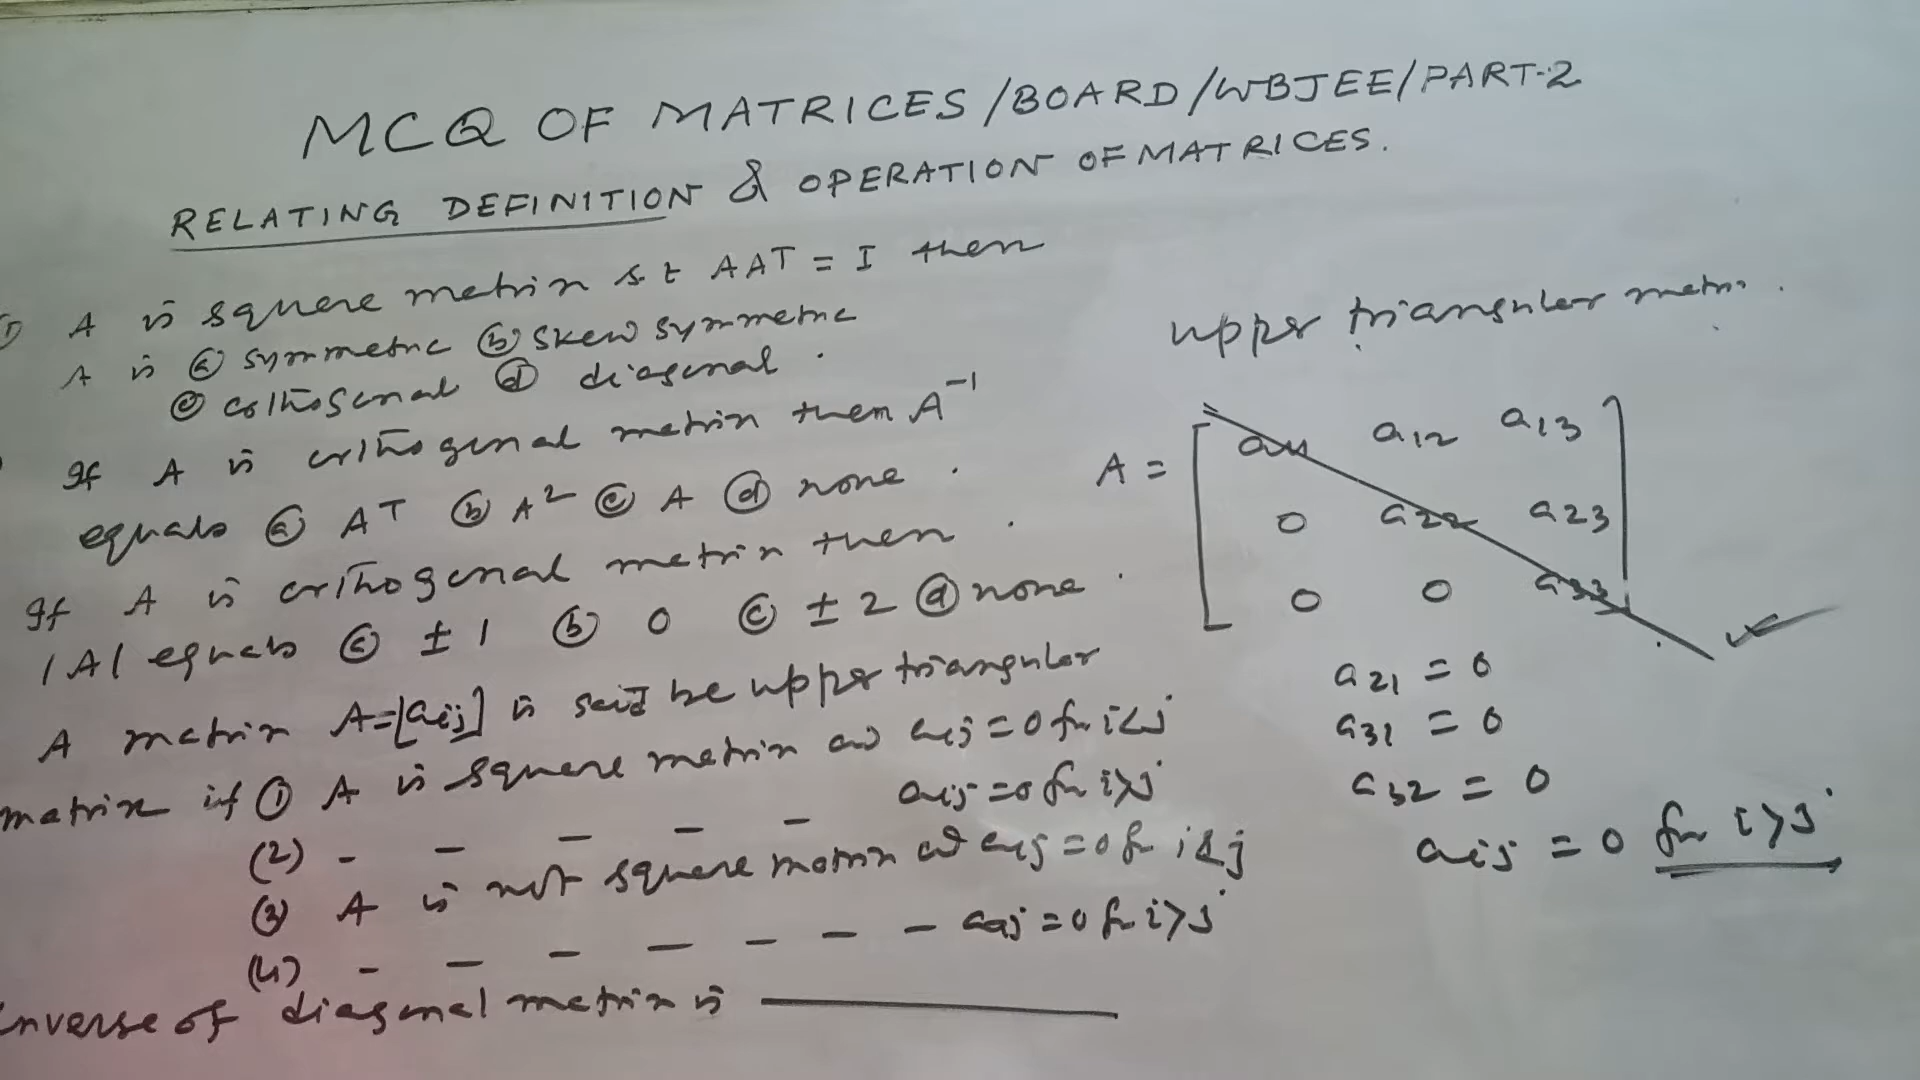 MCQ OF MATRICES/BOARD/WBJEE/PART-2
RELATING DEFINITION & OPERATION OF MATRICES.
① A is square matrix s.t AAT = I then
A is ⓐ symmetric ⓑ skew symmetric
ⓒ orthogonal ⓓ diagonal.
If A is orthogonal matrix then A⁻¹
equals ⓐ Aᵀ ⓑ A² ⓒ A ⓓ none.
If A is orthogonal matrix then
|A| equals ⓐ ±1 ⓑ 0 ⓒ ±2 ⓓ none.
A matrix A=[aij] is said be upper triangular
matrix if ① A is square matrix and aij=0 for i<j
(2) - - - - - aij=0 for i>j
③ A is not square matrix and aij=0 for i<j
(4) - - - - - - - aij=0 for i>j
inverse of diagonal matrix is ———
upper triangular matrix.
A = [ a11 a12 a13
0 a22 a23
0 0 a33 ]
a21 = 0
a31 = 0
a32 = 0
aij = 0 for i>j